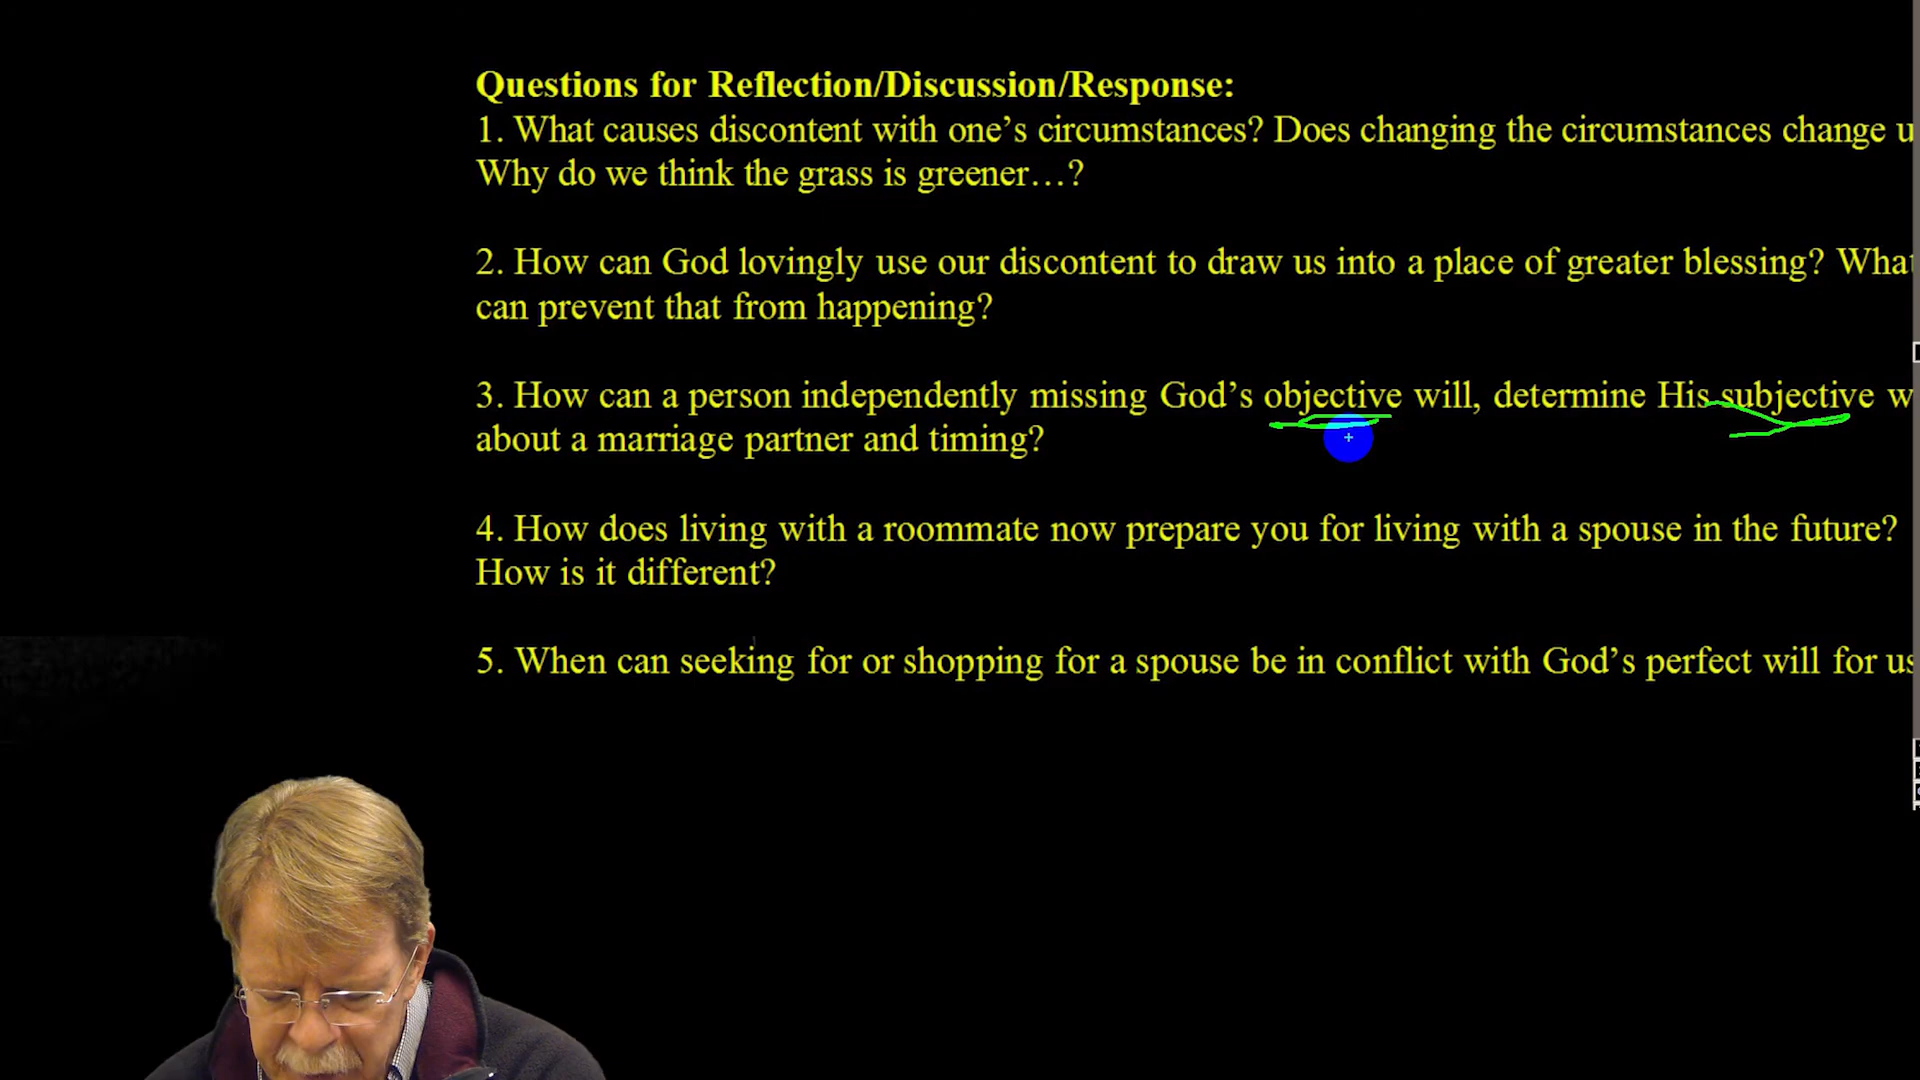 Questions for Reflection/Discussion/Response:
1. What causes discontent with one’s circumstances? Does changing the circumstances change
Why do we think the grass is greener…?
2. How can God lovingly use our discontent to draw us into a place of greater blessing? What
can prevent that from happening?
3. How can a person independently missing God’s objective will, determine His subjective
about a marriage partner and timing?
4. How does living with a roommate now prepare you for living with a spouse in the future?
How is it different?
5. When can seeking for or shopping for a spouse be in conflict with God’s perfect will for us